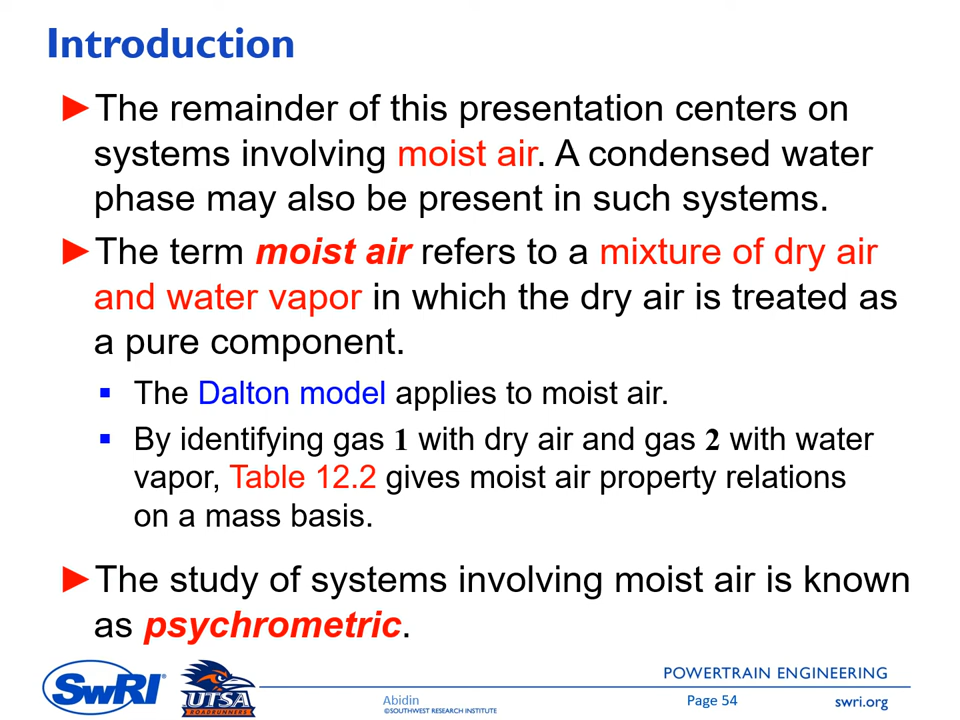 Introduction
►The remainder of this presentation centers on
systems involving moist air. A condensed water
phase may also be present in such systems.
►The term moist air refers to a mixture of dry air
and water vapor in which the dry air is treated as
a pure component.
▪ The Dalton model applies to moist air.
▪ By identifying gas 1 with dry air and gas 2 with water
vapor, Table 12.2 gives moist air property relations
on a mass basis.
►The study of systems involving moist air is known
as psychrometric.
SwRI
UTSA
ROADRUNNERS
POWERTRAIN ENGINEERING
Abidin
©SOUTHWEST RESEARCH INSTITUTE
Page 54
swri.org